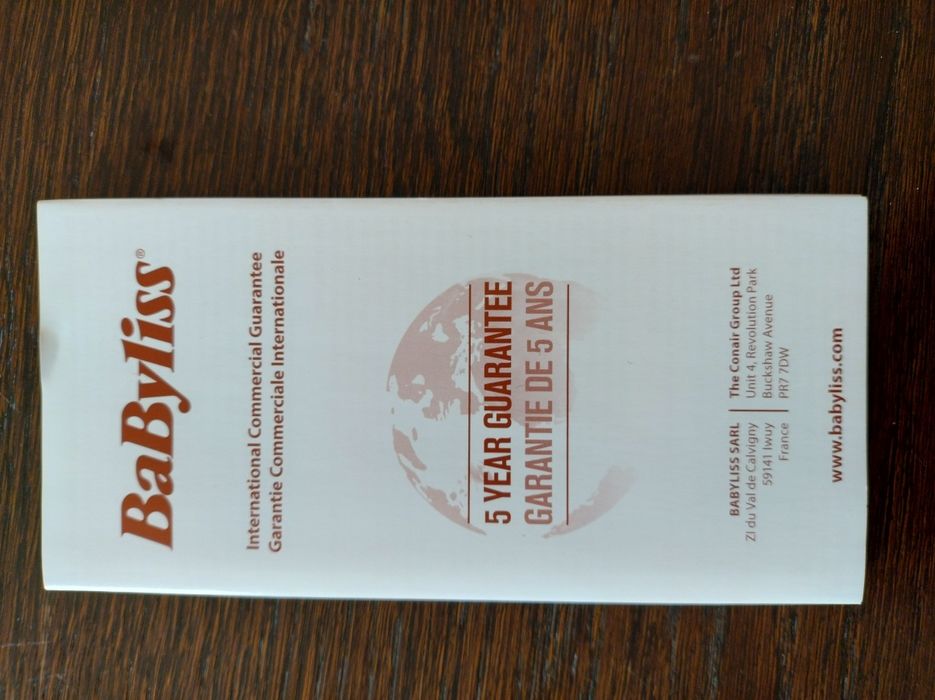 BaByliss®
International Commercial Guarantee
Garantie Commerciale Internationale
5 YEAR GUARANTEE
GARANTIE DE 5 ANS
BABYLISS SARL
ZI du Val de Calvigny
59141 Iwuy
France
The Conair Group Ltd
Unit 4, Revolution Park
Buckshaw Avenue
PR7 7DW
www.babyliss.com